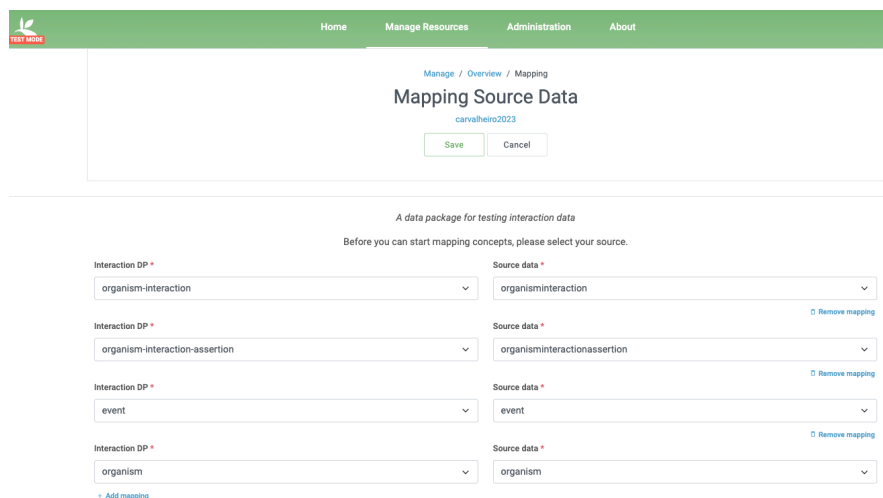 TEST MODE
Home Manage Resources Administration About
Manage / Overview / Mapping
Mapping Source Data
carvalheiro2023
Save Cancel
A data package for testing interaction data
Before you can start mapping concepts, please select your source.
Interaction DP * Source data *
organism-interaction organisminteraction
Remove mapping
Interaction DP * Source data *
organism-interaction-assertion organisminteractionassertion
Remove mapping
Interaction DP * Source data *
event event
Remove mapping
Interaction DP * Source data *
organism organism
+ Add mapping